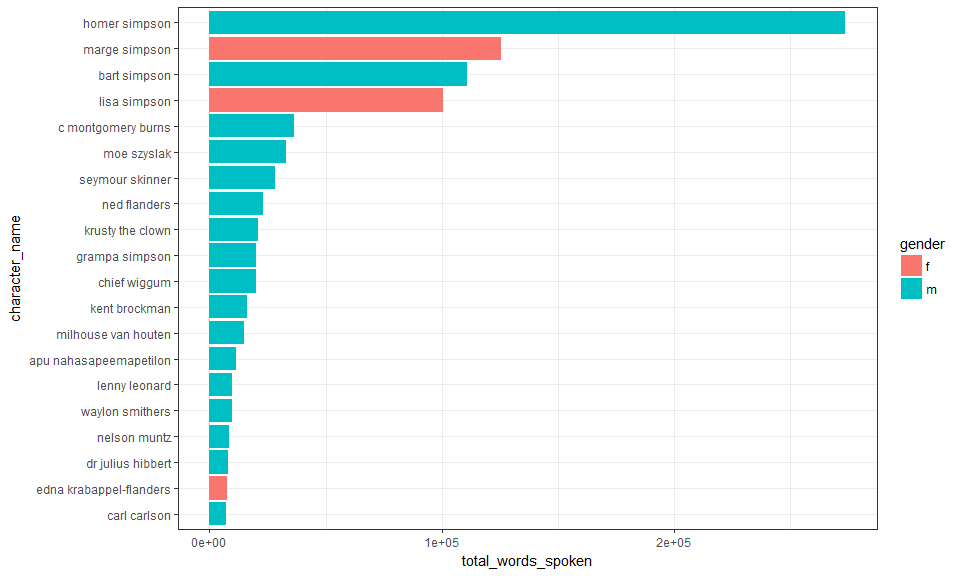 homer simpson
marge simpson
bart simpson
lisa simpson
c montgomery burns
moe szyslak
seymour skinner
ned flanders
krusty the clown
grampa simpson
chief wiggum
kent brockman
milhouse van houten
apu nahasapeemapetilon
lenny leonard
waylon smithers
nelson muntz
dr julius hibbert
edna krabappel-flanders
carl carlson
character_name
0e+00 1e+05 2e+05
total_words_spoken
gender
f
m